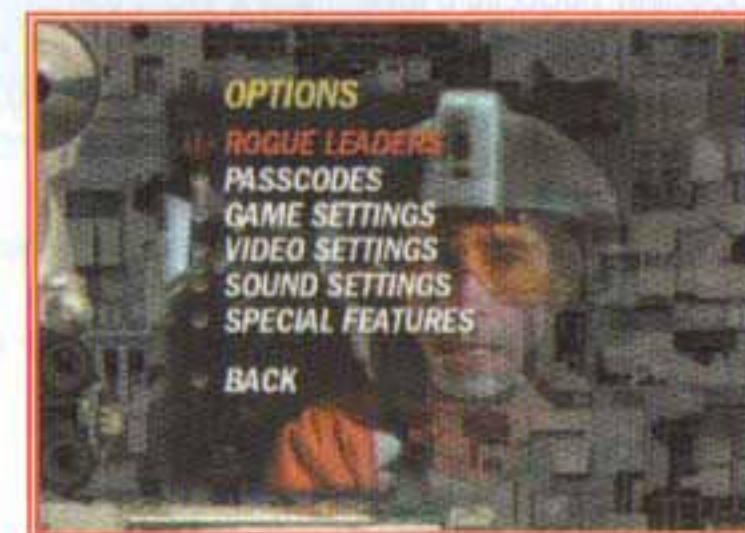 OPTIONS
ROGUE LEADERS
PASSCODES
GAME SETTINGS
VIDEO SETTINGS
SOUND SETTINGS
SPECIAL FEATURES
BACK